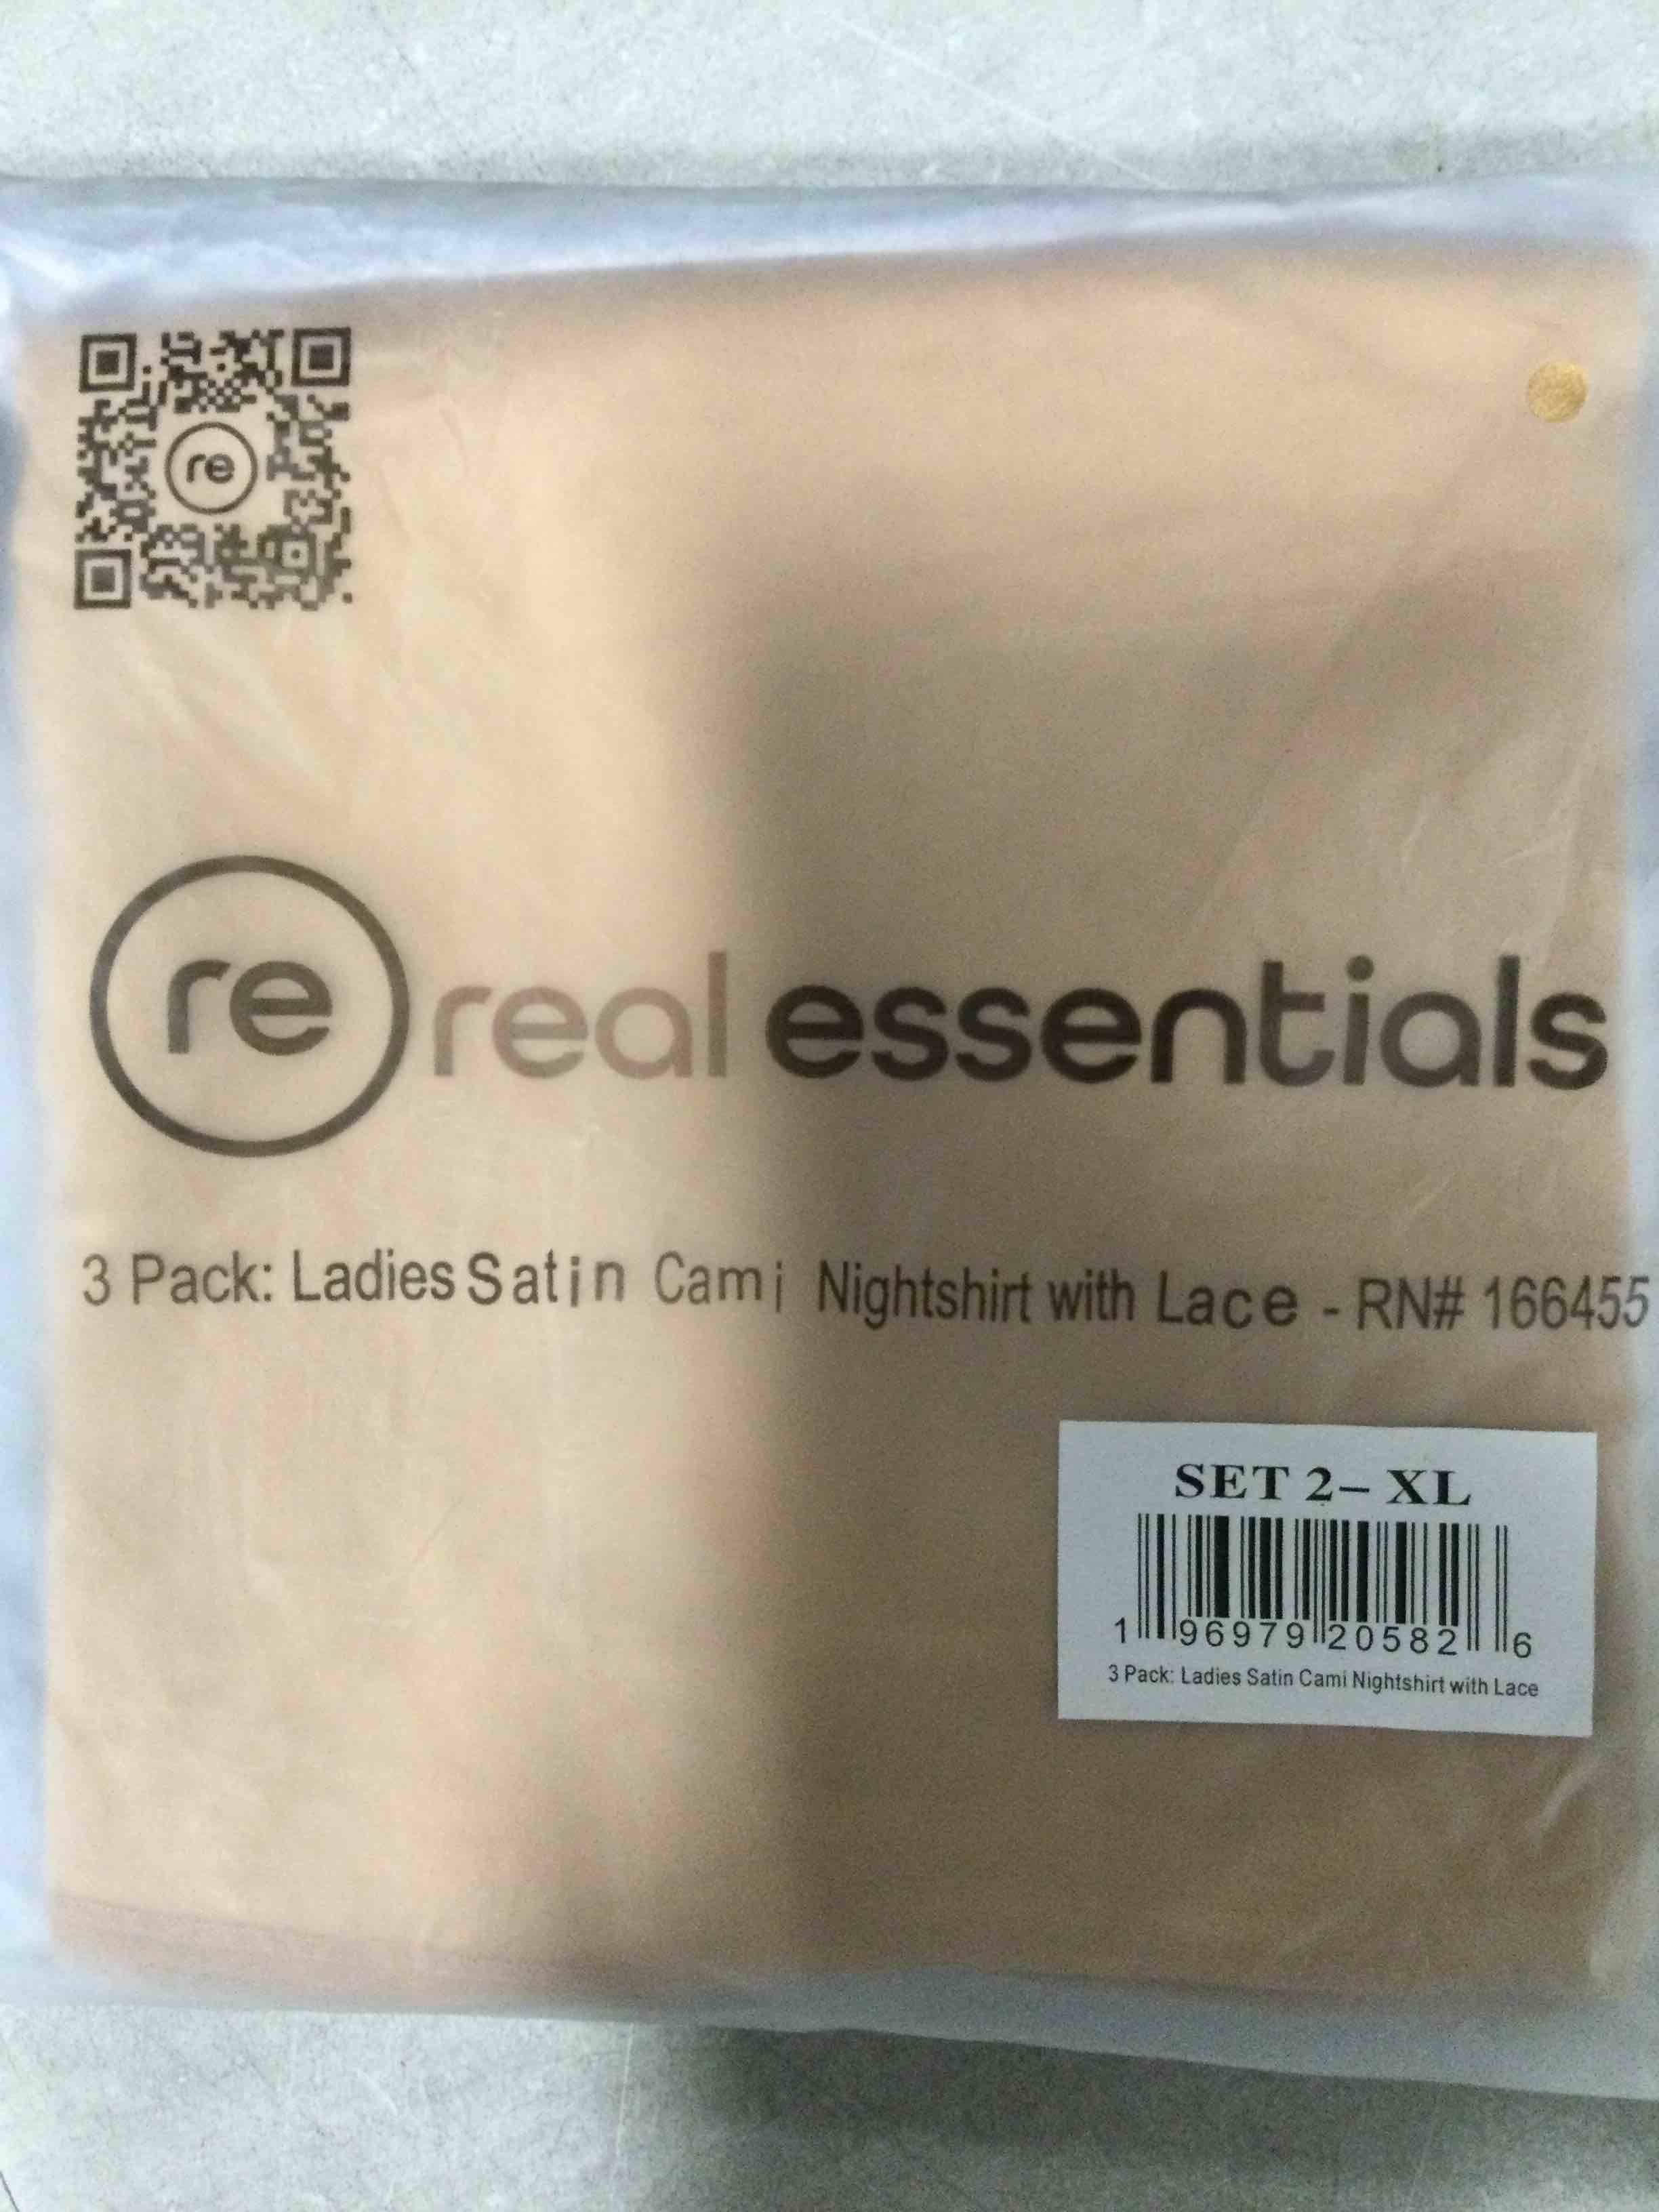 re
re real essentials
3 Pack: Ladies Satin Cami Nightshirt with Lace - RN# 166455
SET 2- XL
1 96979 20582 6
3 Pack: Ladies Satin Cami Nightshirt with Lace